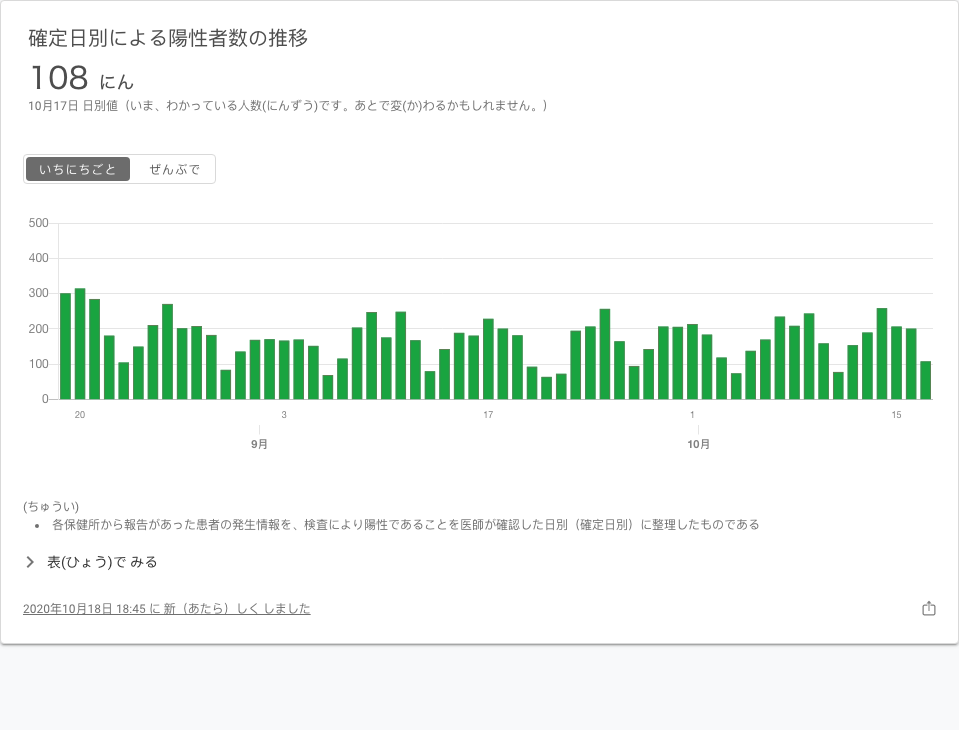 確定日別による陽性者数の推移
108 にん
10月17日 日別値（いま、わかっている人数(にんずう)です。あとで変(か)わるかもしれません。）
いちにちごと ぜんぶで
500
400
300
200
100
0
20 3 17 1 15
9月 10月
(ちゅうい)
• 各保健所から報告があった患者の発生情報を、検査により陽性であることを医師が確認した日別（確定日別）に整理したものである
表(ひょう)で みる
2020年10月18日 18:45 に 新（あたら）しく しました